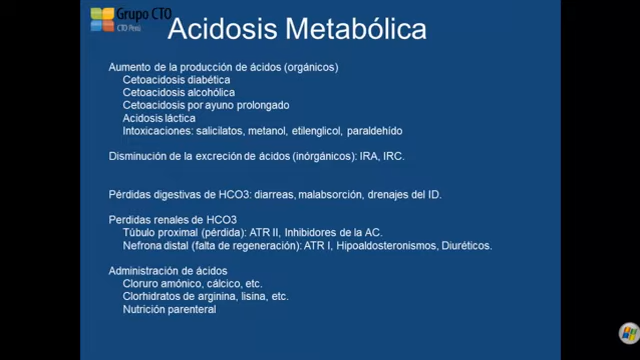 Grupo CTO
CTO Perú
Acidosis Metabólica
Aumento de la producción de ácidos (orgánicos)
Cetoacidosis diabética
Cetoacidosis alcohólica
Cetoacidosis por ayuno prolongado
Acidosis láctica
Intoxicaciones: salicilatos, metanol, etilenglicol, paraldehído
Disminución de la excreción de ácidos (inórgánicos): IRA, IRC.
Pérdidas digestivas de HCO3: diarreas, malabsorción, drenajes del ID.
Perdidas renales de HCO3
Túbulo proximal (pérdida): ATR II, Inhibidores de la AC.
Nefrona distal (falta de regeneración): ATR I, Hipoaldosteronismos, Diuréticos.
Administración de ácidos
Cloruro amónico, cálcico, etc.
Clorhidratos de arginina, lisina, etc.
Nutrición parenteral